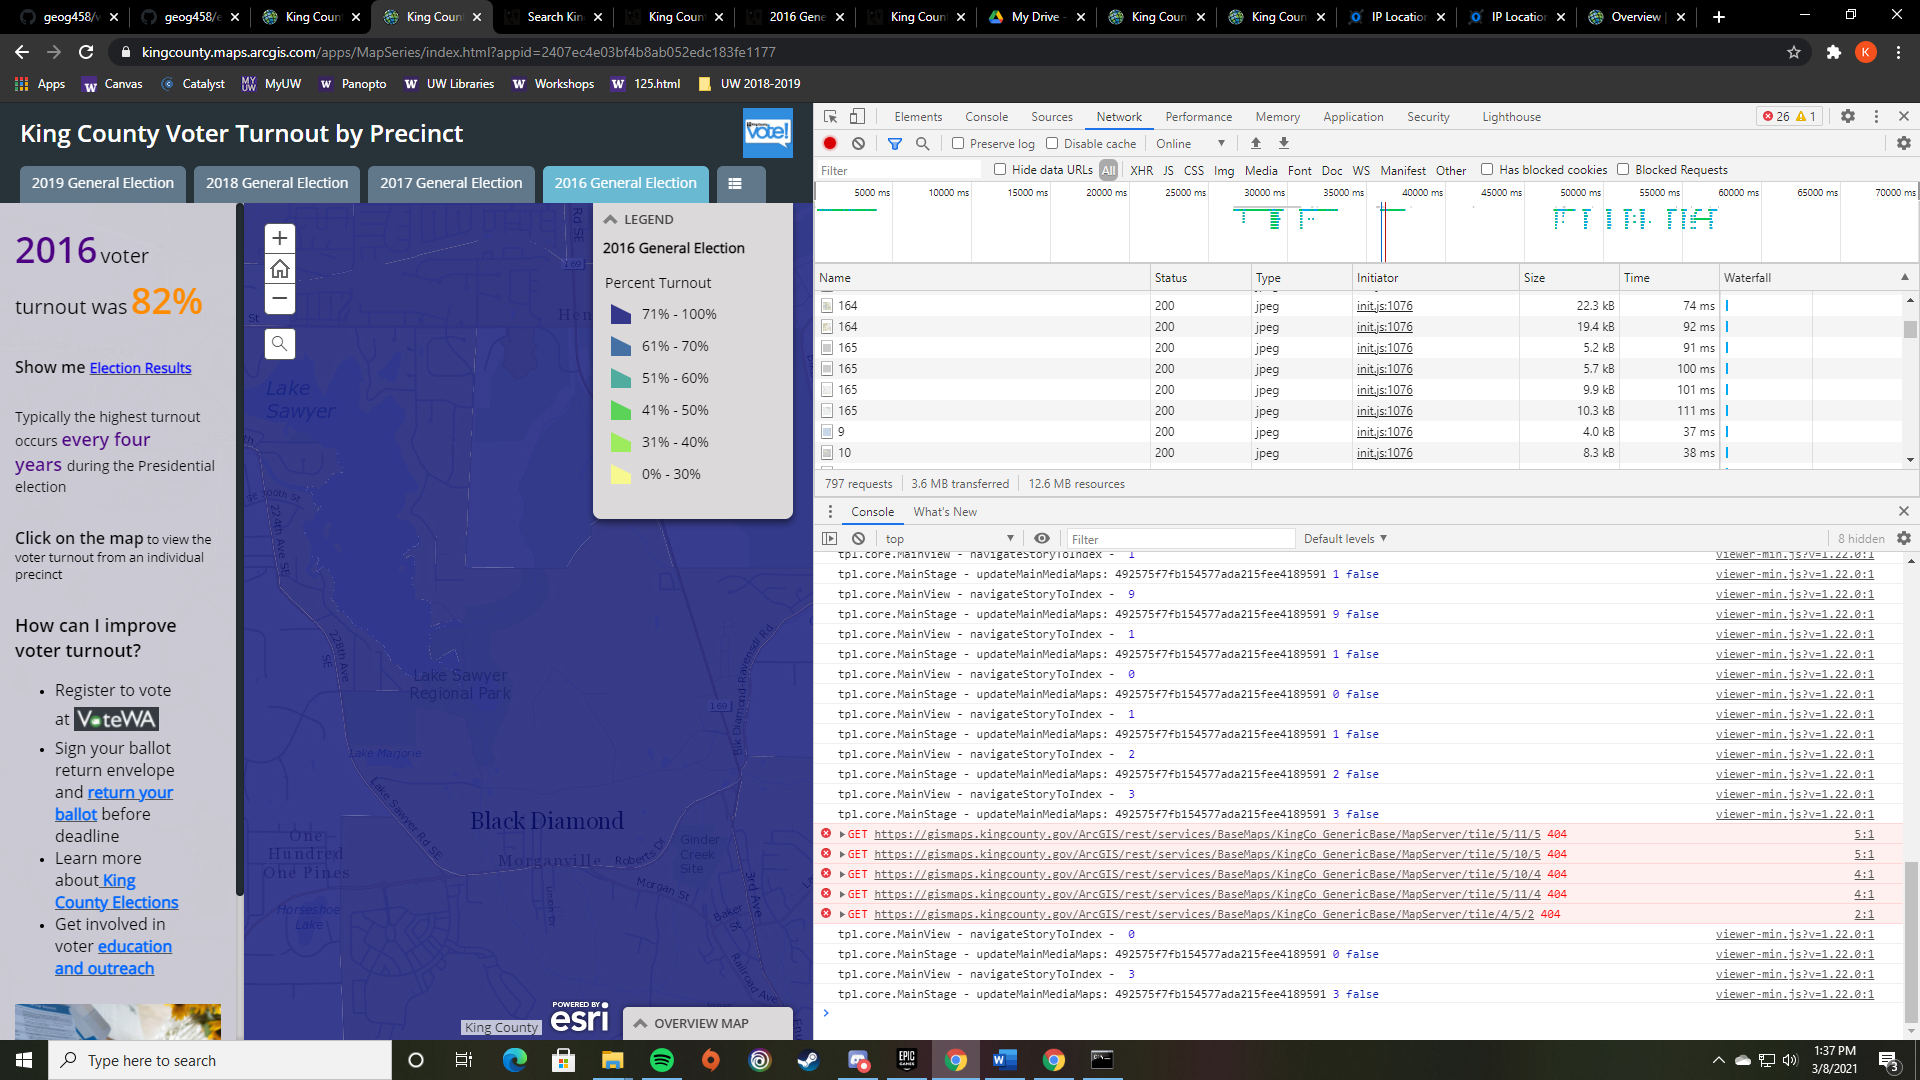 geog458/v
geog458/e
King Coun
King Coun
Search Kin
King Coun
2016 Gene
King Coun
My Drive -
King Coun
King Coun
IP Location
IP Location
Overview |
kingcounty.maps.arcgis.com/apps/MapSeries/index.html?appid=2407ec4e03bf4b8ab052edc183fe1177
K
Apps
Canvas
Catalyst
MyUW
Panopto
UW Libraries
Workshops
125.html
UW 2018-2019
King County Voter Turnout by Precinct
Vote!
2019 General Election
2018 General Election
2017 General Election
2016 General Election
2016 voter
turnout was 82%
Show me Election Results
Typically the highest turnout
occurs every four
years during the Presidential
election
Click on the map to view the
voter turnout from an individual
precinct
How can I improve
voter turnout?
• Register to vote
at VoteWA
• Sign your ballot
return envelope
and return your
ballot before
deadline
• Learn more
about King
County Elections
• Get involved in
voter education
and outreach
LEGEND
2016 General Election
Percent Turnout
71% - 100%
61% - 70%
51% - 60%
41% - 50%
31% - 40%
0% - 30%
169
Lake
Sawyer
224th Ave SE
228th Ave
SE
Lake Sawyer
Regional Park
169
Lake Marjorie
Lake Sawyer Rd SE
Black Diamond
One
Hundred
One Pines
Morganville
Roberts Dr
Ginder
Creek
Site
Morgan St
3rd Ave
Baker
Horseshoe
Lake
Railroad Ave
King County
POWERED BY
esri
OVERVIEW MAP
Elements
Console
Sources
Network
Performance
Memory
Application
Security
Lighthouse
26
1
Preserve log
Disable cache
Online
Filter
Hide data URLs
All
XHR
JS
CSS
Img
Media
Font
Doc
WS
Manifest
Other
Has blocked cookies
Blocked Requests
5000 ms
10000 ms
15000 ms
20000 ms
25000 ms
30000 ms
35000 ms
40000 ms
45000 ms
50000 ms
55000 ms
60000 ms
65000 ms
70000 ms
Name Status Type Initiator Size Time Waterfall
164 200 jpeg init.js:1076 22.3 kB 74 ms
164 200 jpeg init.js:1076 19.4 kB 92 ms
165 200 jpeg init.js:1076 5.2 kB 91 ms
165 200 jpeg init.js:1076 5.7 kB 100 ms
165 200 jpeg init.js:1076 9.9 kB 101 ms
165 200 jpeg init.js:1076 10.3 kB 111 ms
9 200 jpeg init.js:1076 4.0 kB 37 ms
10 200 jpeg init.js:1076 8.3 kB 38 ms
797 requests
3.6 MB transferred
12.6 MB resources
Console
What's New
top
Filter
Default levels ▼
8 hidden
tpl.core.MainView - navigateStoryToIndex - 1 viewer-min.js?v=1.22.0:1
tpl.core.MainStage - updateMainMediaMaps: 492575f7fb154577ada215fee4189591 1 false viewer-min.js?v=1.22.0:1
tpl.core.MainView - navigateStoryToIndex - 9 viewer-min.js?v=1.22.0:1
tpl.core.MainStage - updateMainMediaMaps: 492575f7fb154577ada215fee4189591 9 false viewer-min.js?v=1.22.0:1
tpl.core.MainView - navigateStoryToIndex - 1 viewer-min.js?v=1.22.0:1
tpl.core.MainStage - updateMainMediaMaps: 492575f7fb154577ada215fee4189591 1 false viewer-min.js?v=1.22.0:1
tpl.core.MainView - navigateStoryToIndex - 0 viewer-min.js?v=1.22.0:1
tpl.core.MainStage - updateMainMediaMaps: 492575f7fb154577ada215fee4189591 0 false viewer-min.js?v=1.22.0:1
tpl.core.MainView - navigateStoryToIndex - 1 viewer-min.js?v=1.22.0:1
tpl.core.MainStage - updateMainMediaMaps: 492575f7fb154577ada215fee4189591 1 false viewer-min.js?v=1.22.0:1
tpl.core.MainView - navigateStoryToIndex - 2 viewer-min.js?v=1.22.0:1
tpl.core.MainStage - updateMainMediaMaps: 492575f7fb154577ada215fee4189591 2 false viewer-min.js?v=1.22.0:1
tpl.core.MainView - navigateStoryToIndex - 3 viewer-min.js?v=1.22.0:1
tpl.core.MainStage - updateMainMediaMaps: 492575f7fb154577ada215fee4189591 3 false viewer-min.js?v=1.22.0:1
GET https://gismaps.kingcounty.gov/ArcGIS/rest/services/BaseMaps/KingCo_GenericBase/MapServer/tile/5/11/5 404 5:1
GET https://gismaps.kingcounty.gov/ArcGIS/rest/services/BaseMaps/KingCo_GenericBase/MapServer/tile/5/10/5 404 5:1
GET https://gismaps.kingcounty.gov/ArcGIS/rest/services/BaseMaps/KingCo_GenericBase/MapServer/tile/5/10/4 404 4:1
GET https://gismaps.kingcounty.gov/ArcGIS/rest/services/BaseMaps/KingCo_GenericBase/MapServer/tile/5/11/4 404 4:1
GET https://gismaps.kingcounty.gov/ArcGIS/rest/services/BaseMaps/KingCo_GenericBase/MapServer/tile/4/5/2 404 2:1
tpl.core.MainView - navigateStoryToIndex - 0 viewer-min.js?v=1.22.0:1
tpl.core.MainStage - updateMainMediaMaps: 492575f7fb154577ada215fee4189591 0 false viewer-min.js?v=1.22.0:1
tpl.core.MainView - navigateStoryToIndex - 3 viewer-min.js?v=1.22.0:1
tpl.core.MainStage - updateMainMediaMaps: 492575f7fb154577ada215fee4189591 3 false viewer-min.js?v=1.22.0:1
Type here to search
EPIC GAMES
1:37 PM
3/8/2021
3